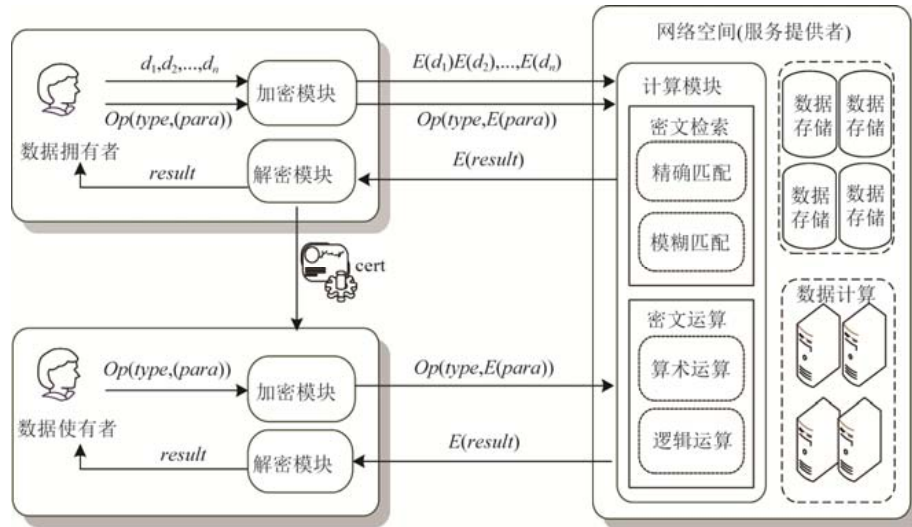 网络空间(服务提供者)
d1,d2,...,dn
Op(type,(para))
数据拥有者
加密模块
解密模块
result
E(d1)E(d2),...,E(dn)
Op(type,E(para))
E(result)
cert
Op(type,(para))
数据使有者
加密模块
解密模块
result
Op(type,E(para))
E(result)
计算模块
密文检索
精确匹配
模糊匹配
密文运算
算术运算
逻辑运算
数据
存储
数据
存储
数据
存储
数据
存储
数据计算